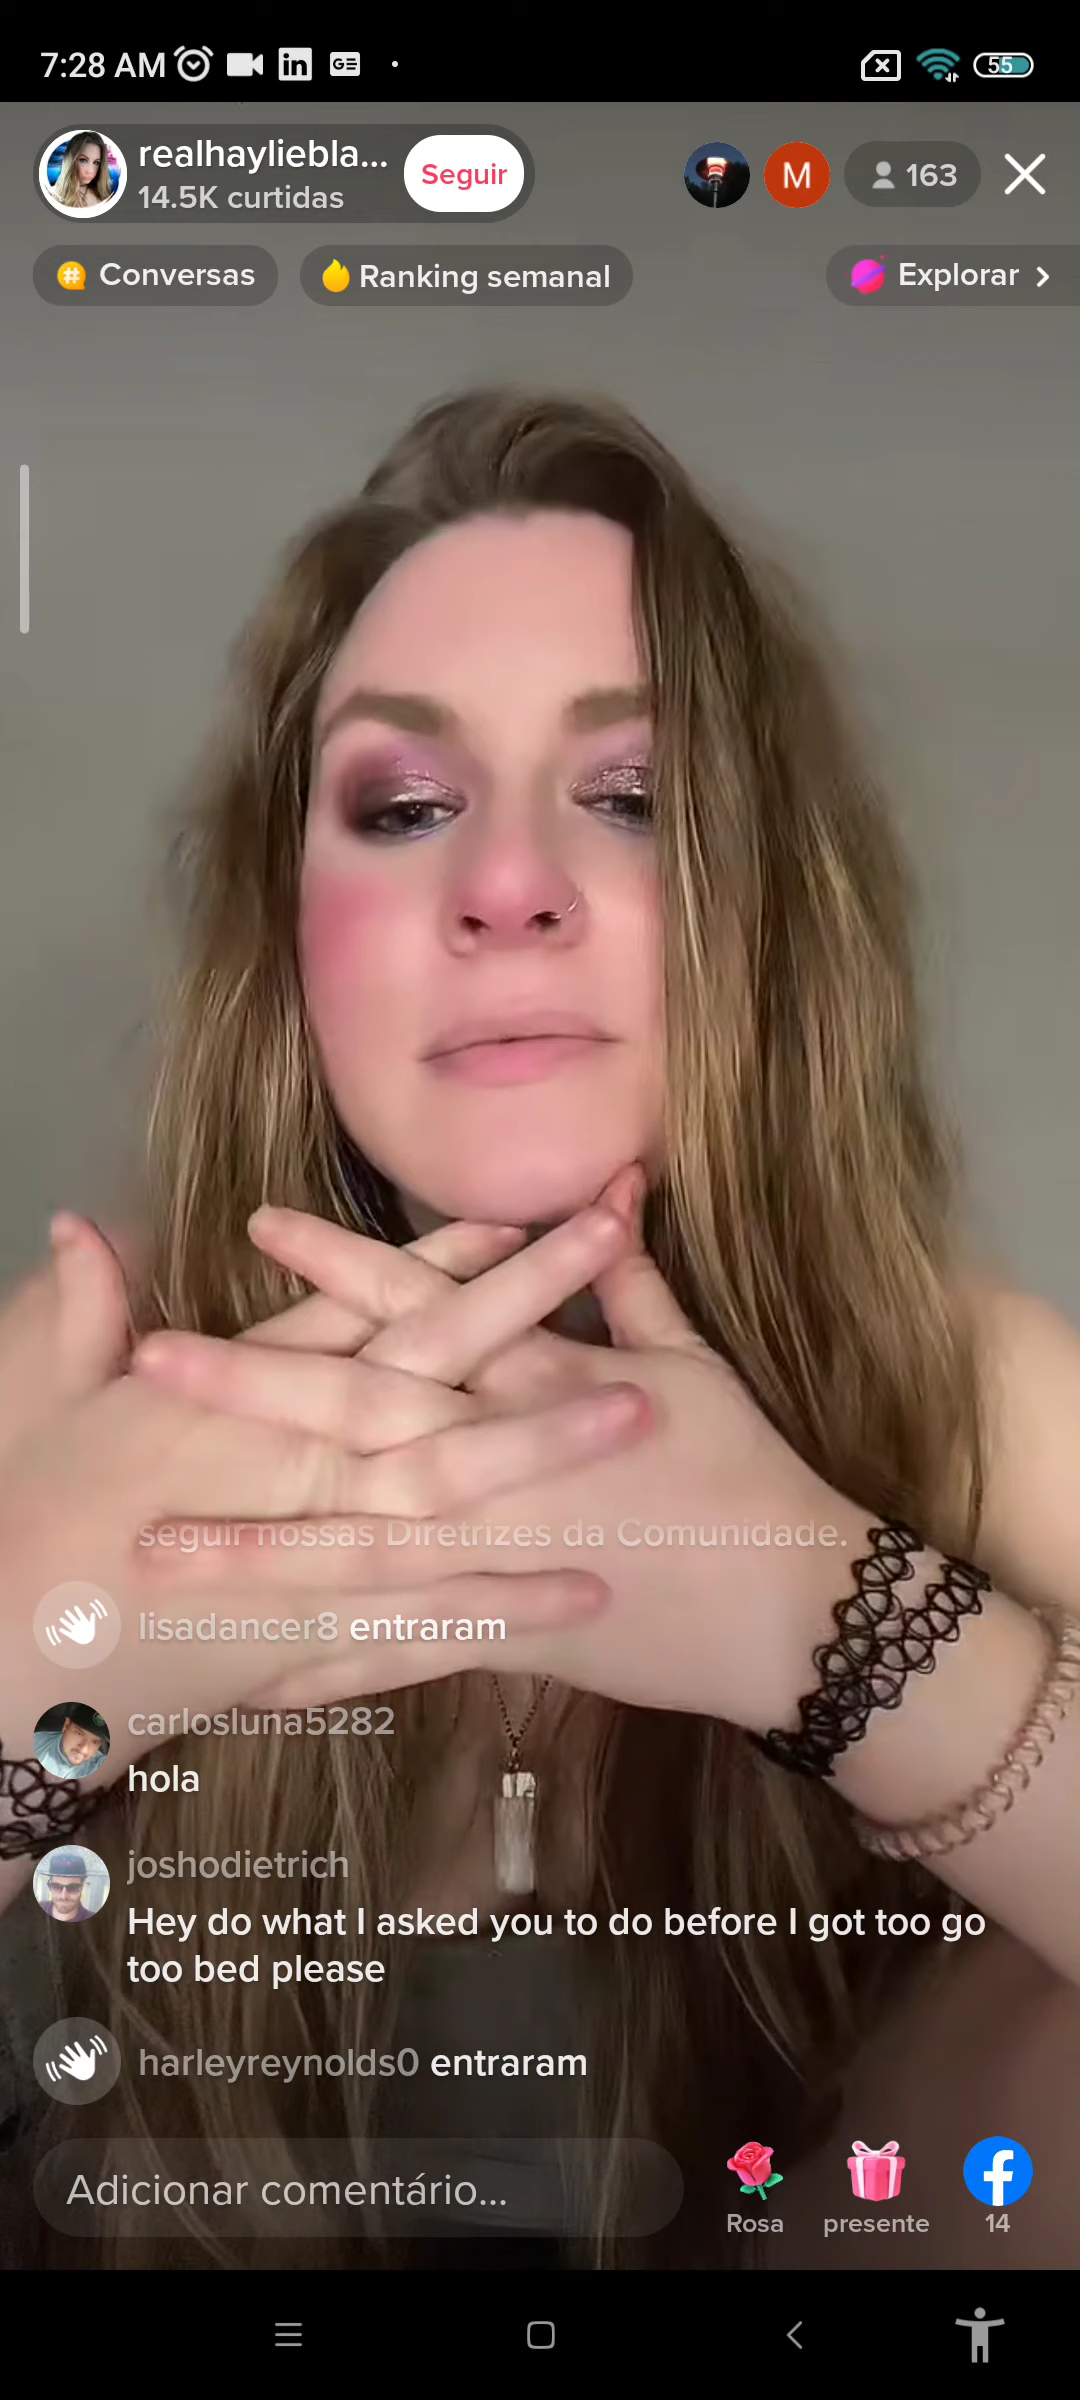 7:28 AM
55
realhayliebla...
14.5K curtidas
Seguir
M
163
Conversas
Ranking semanal
Explorar
seguir nossas Diretrizes da Comunidade.
lisadancer8 entraram
carlosluna5282
hola
joshodietrich
Hey do what I asked you to do before I got too go
too bed please
harleyreynolds0 entraram
Adicionar comentário...
Rosa
presente
14